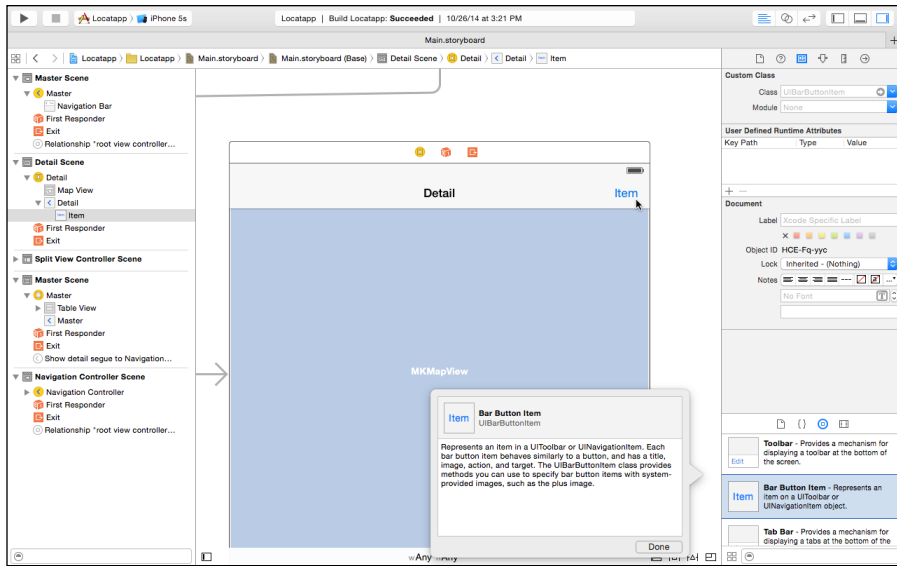 Locatapp iPhone 5s
Locatapp | Build Locatapp: Succeeded | 10/26/14 at 3:21 PM
Main.storyboard
Locatapp Locatapp Main.storyboard Main.storyboard (Base) Detail Scene Detail Detail Item
Master Scene
Master
Navigation Bar
First Responder
Exit
Relationship "root view controller...
Detail Scene
Detail
Map View
Detail
Item
First Responder
Exit
Split View Controller Scene
Master Scene
Master
Table View
Master
First Responder
Exit
Show detail segue to Navigation...
Navigation Controller Scene
Navigation Controller
First Responder
Exit
Relationship "root view controller...
Detail
Item
MKMapView
Item
Bar Button Item
UIBarButtonItem
Represents an item in a UIToolbar or UINavigationItem. Each
bar button item behaves similarly to a button, and has a title,
image, action, and target. The UIBarButtonItem class provides
methods you can use to specify bar button items with system-
provided images, such as the plus image.
Done
wAny Any
Custom Class
Class UIBarButtonItem
Module None
User Defined Runtime Attributes
Key Path Type Value
Document
Label Xcode Specific Label
Object ID HCE-Fq-yyc
Lock Inherited - (Nothing)
Notes
No Font
Edit
Toolbar - Provides a mechanism for
displaying a toolbar at the bottom of
the screen.
Item
Bar Button Item - Represents an
item on a UIToolbar or
UINavigationItem object.
Tab Bar - Provides a mechanism for
displaying a tabs at the bottom of the